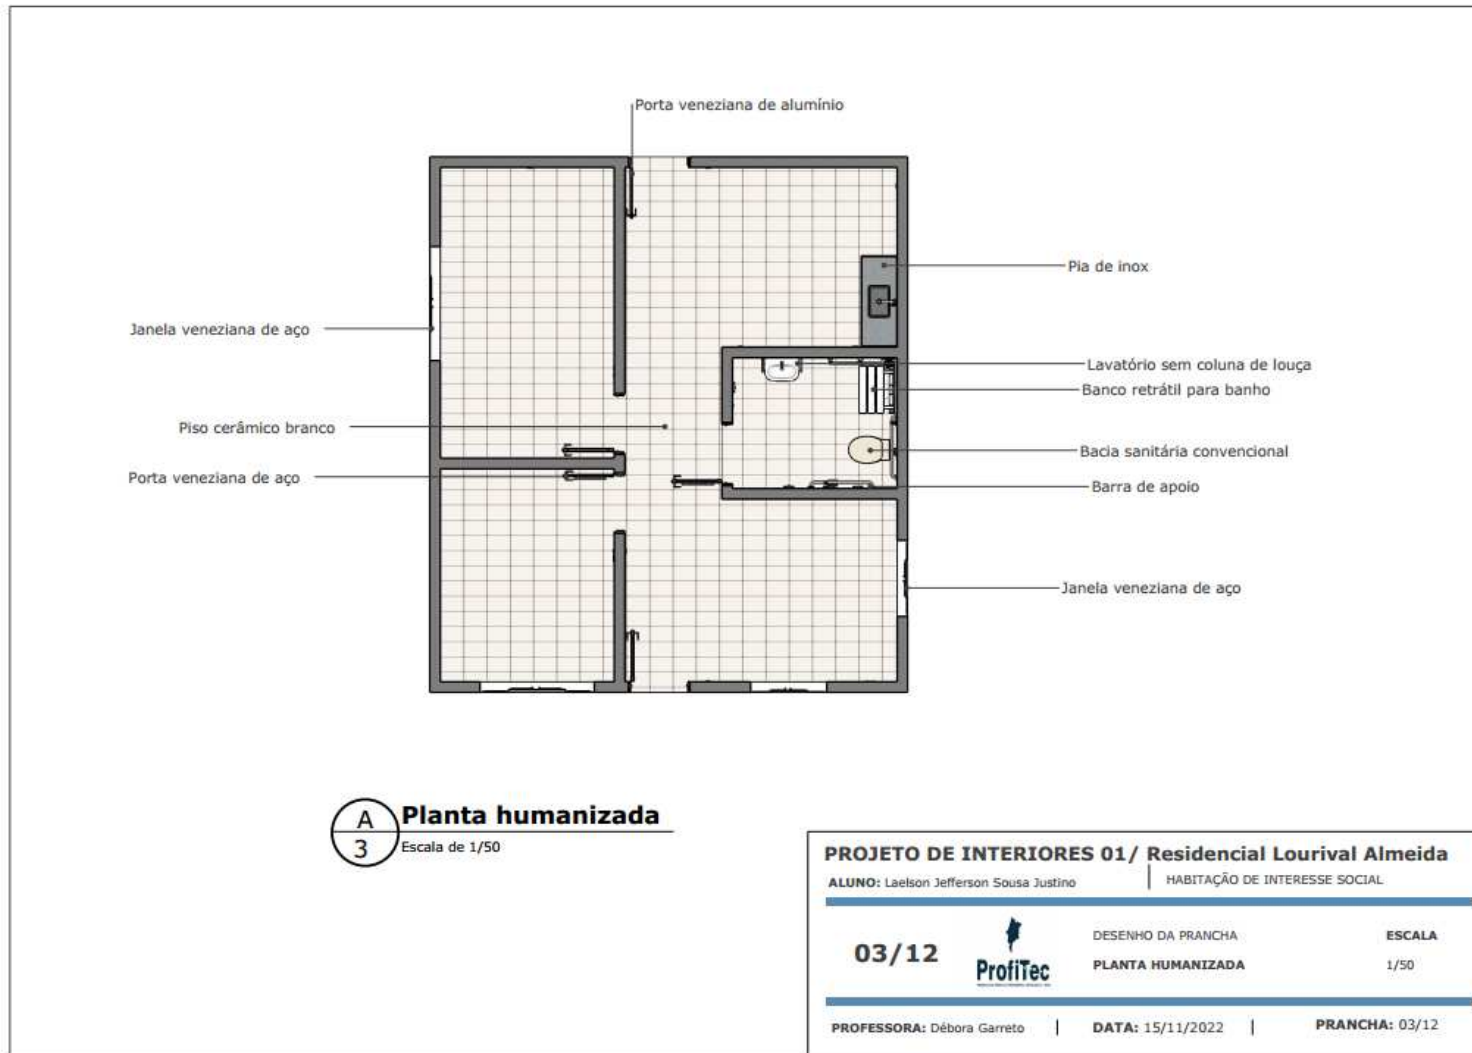 Porta veneziana de alumínio
Pia de inox
Janela veneziana de aço
Lavatório sem coluna de louça
Banco retrátil para banho
Piso cerâmico branco
Bacia sanitária convencional
Porta veneziana de aço
Barra de apoio
Janela veneziana de aço
A
3
Planta humanizada
Escala de 1/50
PROJETO DE INTERIORES 01/ Residencial Lourival Almeida
ALUNO: Laelson Jefferson Sousa Justino
HABITAÇÃO DE INTERESSE SOCIAL
03/12
ProfiTec
DESENHO DA PRANCHA
ESCALA
PLANTA HUMANIZADA
1/50
PROFESSORA: Débora Garreto
DATA: 15/11/2022
PRANCHA: 03/12